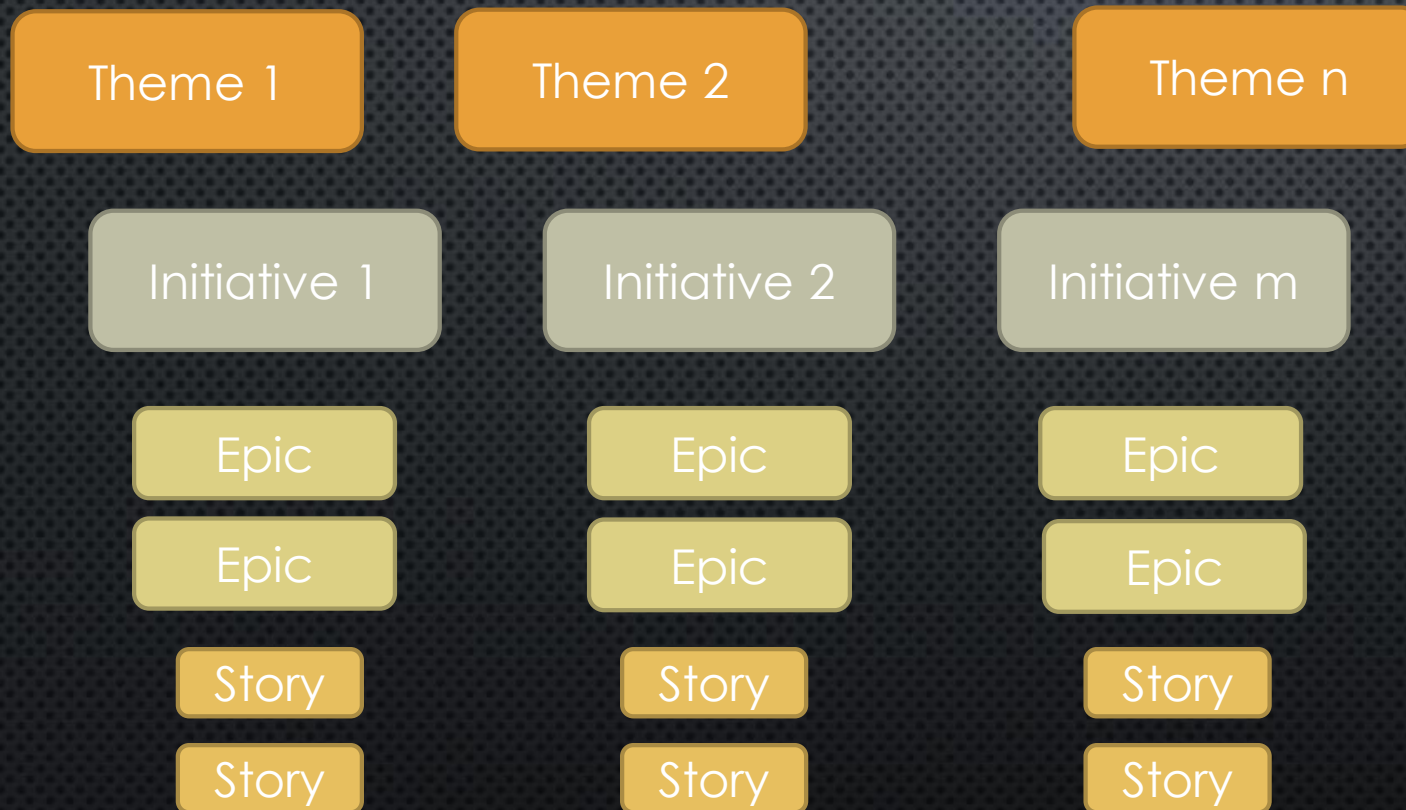 Theme 1
Theme 2
Theme n
Initiative 1
Initiative 2
Initiative m
Epic
Epic
Epic
Epic
Epic
Epic
Story
Story
Story
Story
Story
Story